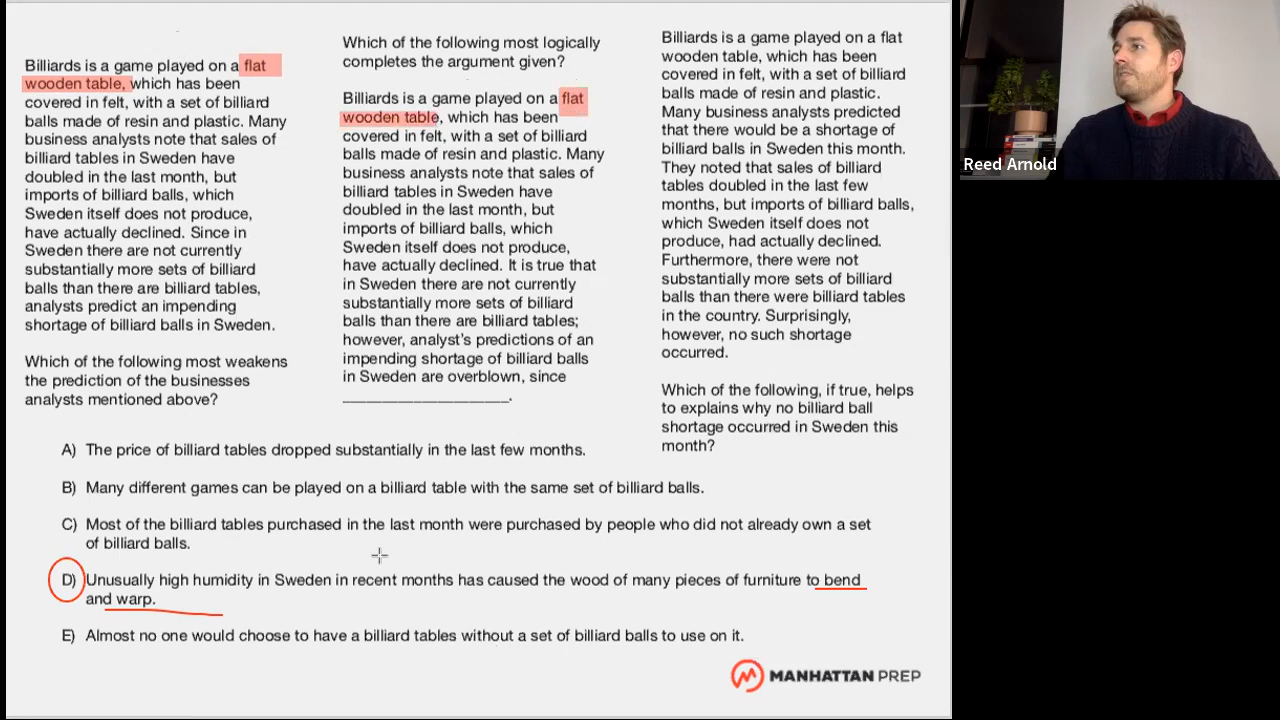 Billiards is a game played on a flat
wooden table, which has been
covered in felt, with a set of billiard
balls made of resin and plastic. Many
business analysts note that sales of
billiard tables in Sweden have
doubled in the last month, but
imports of billiard balls, which
Sweden itself does not produce,
have actually declined. Since in
Sweden there are not currently
substantially more sets of billiard
balls than there are billiard tables,
analysts predict an impending
shortage of billiard balls in Sweden.
Which of the following most weakens
the prediction of the businesses
analysts mentioned above?
Which of the following most logically
completes the argument given?
Billiards is a game played on a flat
wooden table, which has been
covered in felt, with a set of billiard
balls made of resin and plastic. Many
business analysts note that sales of
billiard tables in Sweden have
doubled in the last month, but
imports of billiard balls, which
Sweden itself does not produce,
have actually declined. It is true that
in Sweden there are not currently
substantially more sets of billiard
balls than there are billiard tables;
however, analyst's predictions of an
impending shortage of billiard balls
in Sweden are overblown, since
____________________.
Billiards is a game played on a flat
wooden table, which has been
covered in felt, with a set of billiard
balls made of resin and plastic.
Many business analysts predicted
that there would be a shortage of
billiard balls in Sweden this month.
They noted that sales of billiard
tables doubled in the last few
months, but imports of billiard balls,
which Sweden itself does not
produce, had actually declined.
Furthermore, there were not
substantially more sets of billiard
balls than there were billiard tables
in the country. Surprisingly,
however, no such shortage
occurred.
Which of the following, if true, helps
to explains why no billiard ball
shortage occurred in Sweden this
month?
A) The price of billiard tables dropped substantially in the last few months.
B) Many different games can be played on a billiard table with the same set of billiard balls.
C) Most of the billiard tables purchased in the last month were purchased by people who did not already own a set
of billiard balls.
D) Unusually high humidity in Sweden in recent months has caused the wood of many pieces of furniture to bend
and warp.
E) Almost no one would choose to have a billiard tables without a set of billiard balls to use on it.
MANHATTAN PREP
Reed Arnold